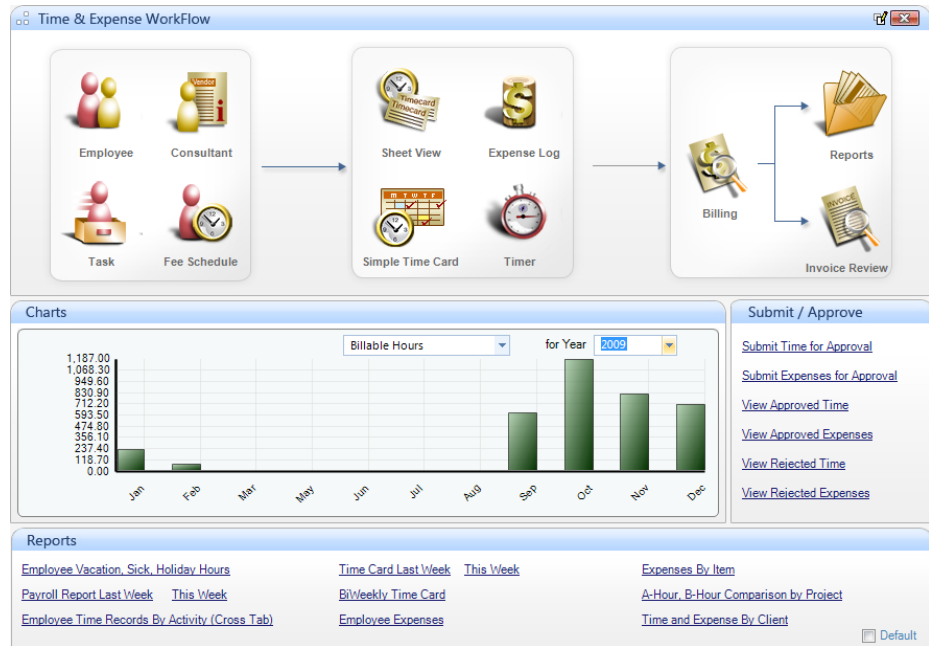 Time & Expense WorkFlow
Vendor
Employee
Consultant
Task
Fee Schedule
Timecard
Timecard
Sheet View
Expense Log
M T W T F
Simple Time Card
Timer
Billing
Reports
INVOICE
Invoice Review
Charts
Billable Hours
for Year 2009
1,187.00
1,068.30
949.60
830.90
712.20
593.50
474.80
356.10
237.40
118.70
0.00
Jan Feb Mar May Jun Jul Aug Sep Oct Nov Dec
Submit / Approve
Submit Time for Approval
Submit Expenses for Approval
View Approved Time
View Approved Expenses
View Rejected Time
View Rejected Expenses
Reports
Employee Vacation, Sick, Holiday Hours Time Card Last Week This Week Expenses By Item
Payroll Report Last Week This Week BiWeekly Time Card A-Hour, B-Hour Comparison by Project
Employee Time Records By Activity (Cross Tab) Employee Expenses Time and Expense By Client
Default